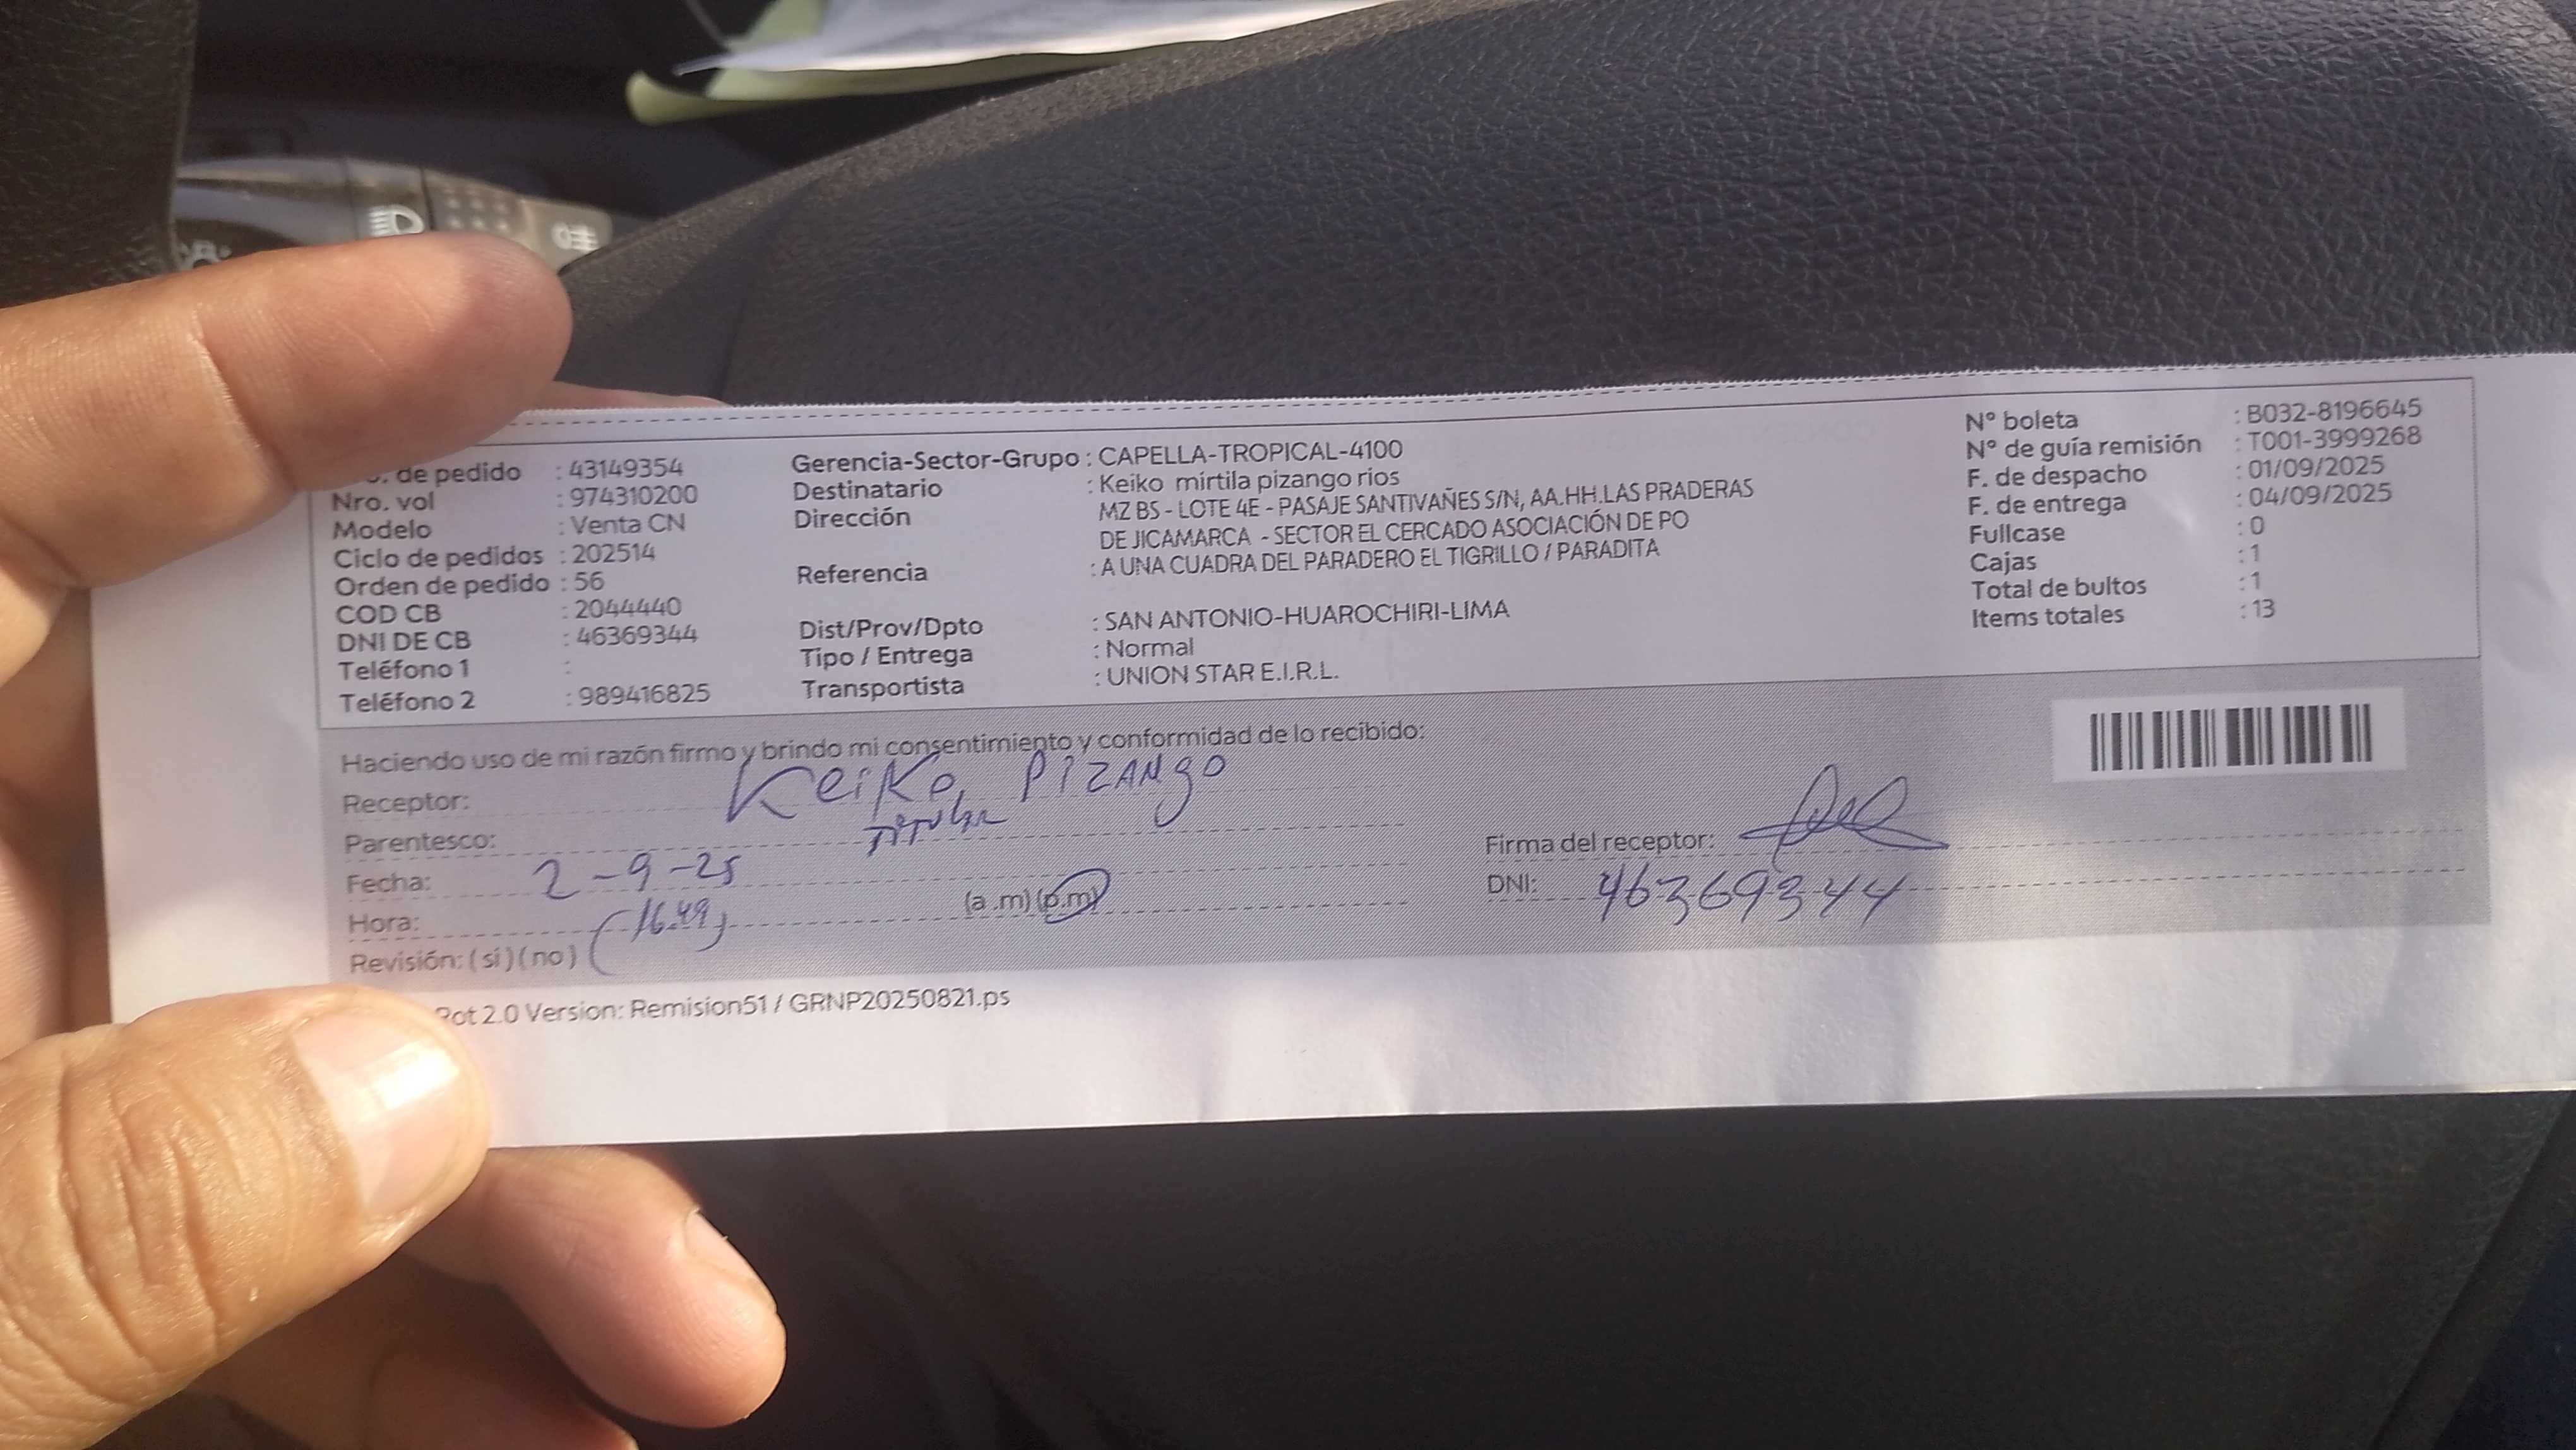 de pedido : 43149354
Nro. vol : 974310200
Modelo : Venta CN
Ciclo de pedidos : 202514
Orden de pedido : 56
COD CB : 2044440
DNI DE CB : 46369344
Teléfono 1 :
Teléfono 2 : 989416825
Gerencia-Sector-Grupo : CAPELLA-TROPICAL-4100
Destinatario : Keiko mirtila pizango rios
Dirección MZ BS - LOTE 4E - PASAJE SANTIVAÑES S/N, AA.HH.LAS PRADERAS
DE JICAMARCA - SECTOR EL CERCADO ASOCIACIÓN DE PO
Referencia : A UNA CUADRA DEL PARADERO EL TIGRILLO / PARADITA
Dist/Prov/Dpto : SAN ANTONIO-HUAROCHIRI-LIMA
Tipo / Entrega : Normal
Transportista : UNION STAR E.I.R.L.
Nº boleta : B032-8196645
Nº de guía remisión : T001-3999268
F. de despacho : 01/09/2025
F. de entrega : 04/09/2025
Fullcase : 0
Cajas : 1
Total de bultos : 1
Items totales : 13
Haciendo uso de mi razón firmo y brindo mi consentimiento y conformidad de lo recibido:
Receptor: Keiko Pizango
Parentesco: Titular
Fecha: 2-9-25
Hora: (16.49) (a .m) (p.m)
Revisión: ( si ) ( no )
Firma del receptor:
DNI: 46369344
2.0 Version: Remision51 / GRNP20250821.ps